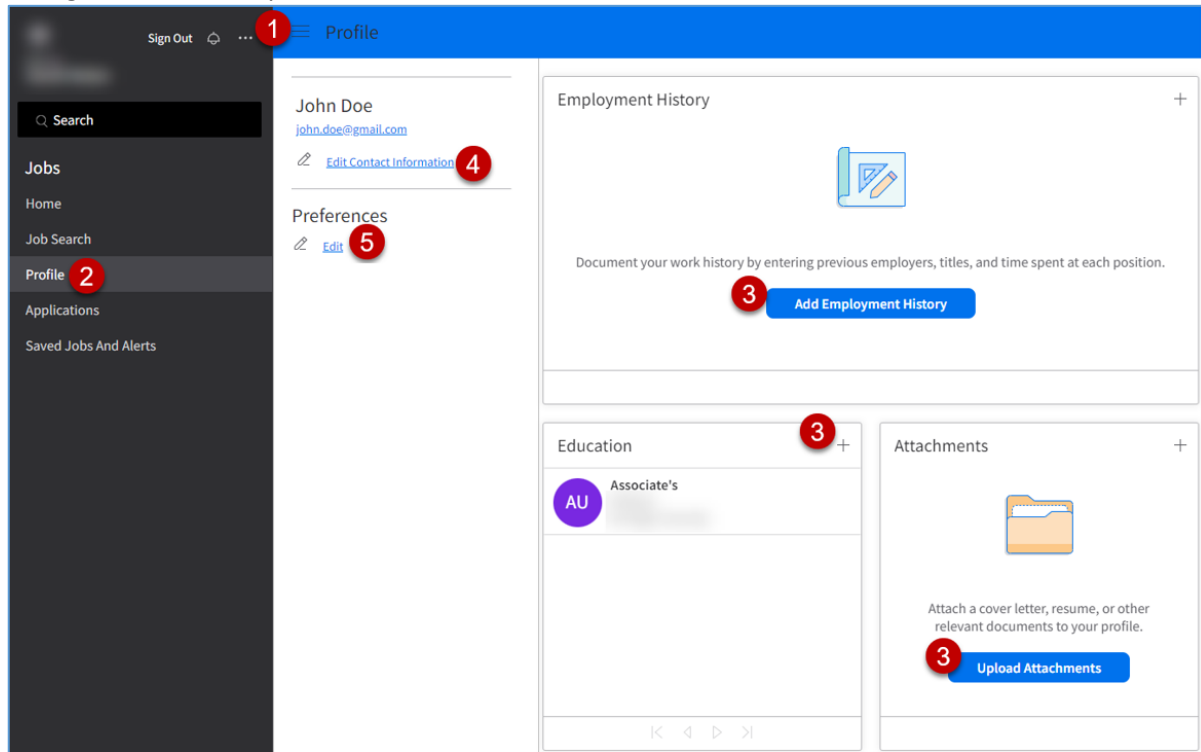 Sign Out
1
Profile
Search
Jobs
Home
Job Search
Profile
2
Applications
Saved Jobs And Alerts
John Doe
john.doe@gmail.com
Edit Contact Information
4
Preferences
Edit
5
Employment History
Document your work history by entering previous employers, titles, and time spent at each position.
3
Add Employment History
Education
3
AU
Associate's
Attachments
Attach a cover letter, resume, or other
relevant documents to your profile.
3
Upload Attachments